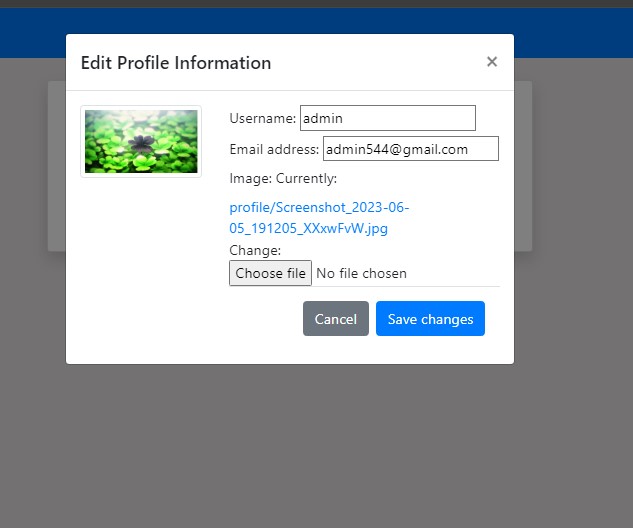 Edit Profile Information ×
Username: admin
Email address: admin544@gmail.com
Image: Currently:
profile/Screenshot_2023-06-
05_191205_XXxwFvW.jpg
Change:
Choose file No file chosen
Cancel Save changes